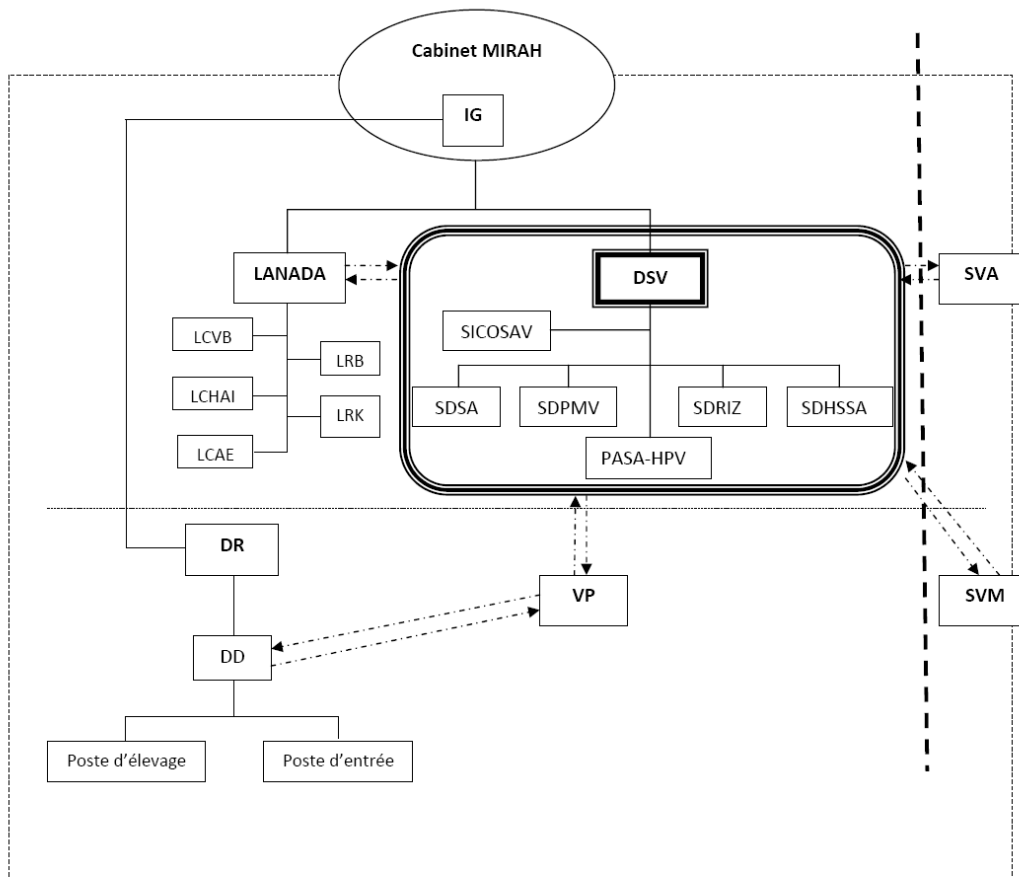 Cabinet MIRAH
IG
LANADA
DSV
SVA
LCVB
SICOSAV
LRB
LCHAI
SDSA
SDPMV
SDRIZ
SDHSSA
LRK
LCAE
PASA-HPV
DR
VP
SVM
DD
Poste d’élevage
Poste d’entrée